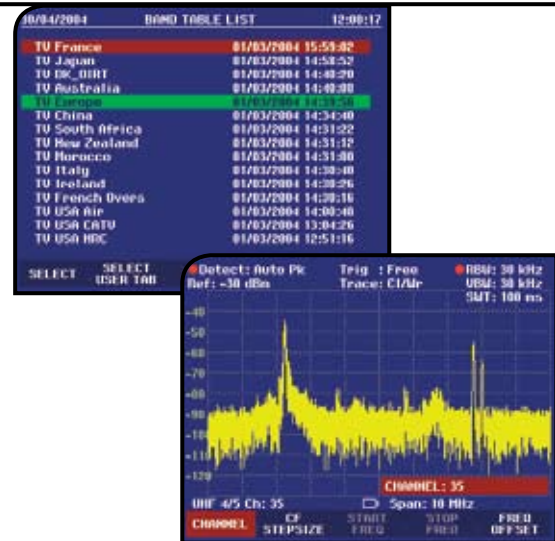 30/04/2004 BAND TABLE LIST 12:00:17
TV France 01/03/2004 15:59:02
TV Japan 01/03/2004 14:58:52
TV DK_OIRT 01/03/2004 14:40:20
TV Australia 01/03/2004 14:40:08
TV Europe 01/03/2004 14:39:56
TV China 01/03/2004 14:34:40
TV South Africa 01/03/2004 14:31:22
TV New Zealand 01/03/2004 14:31:12
TV Morocco 01/03/2004 14:31:00
TV Italy 01/03/2004 14:30:40
TV Ireland 01/03/2004 14:30:26
TV French Overs 01/03/2004 14:30:16
TV USA Air 01/03/2004 14:00:48
TV USA CATV 01/03/2004 13:04:26
TV USA HRC 01/03/2004 12:51:16
SELECT SELECT USER TAB
Detect: Auto Pk Trig : Free RBW: 30 kHz
Ref: -30 dBm Trace: Cl/Wr VBW: 30 kHz
SWT: 100 ms
-40
-50
-60
-70
-80
-90
-120
CHANNEL: 35
UHF 4/5 Ch: 35 Span: 10 MHz
CHANNEL CF STEPSIZE START FREQ STOP FREQ FREQ OFFSET